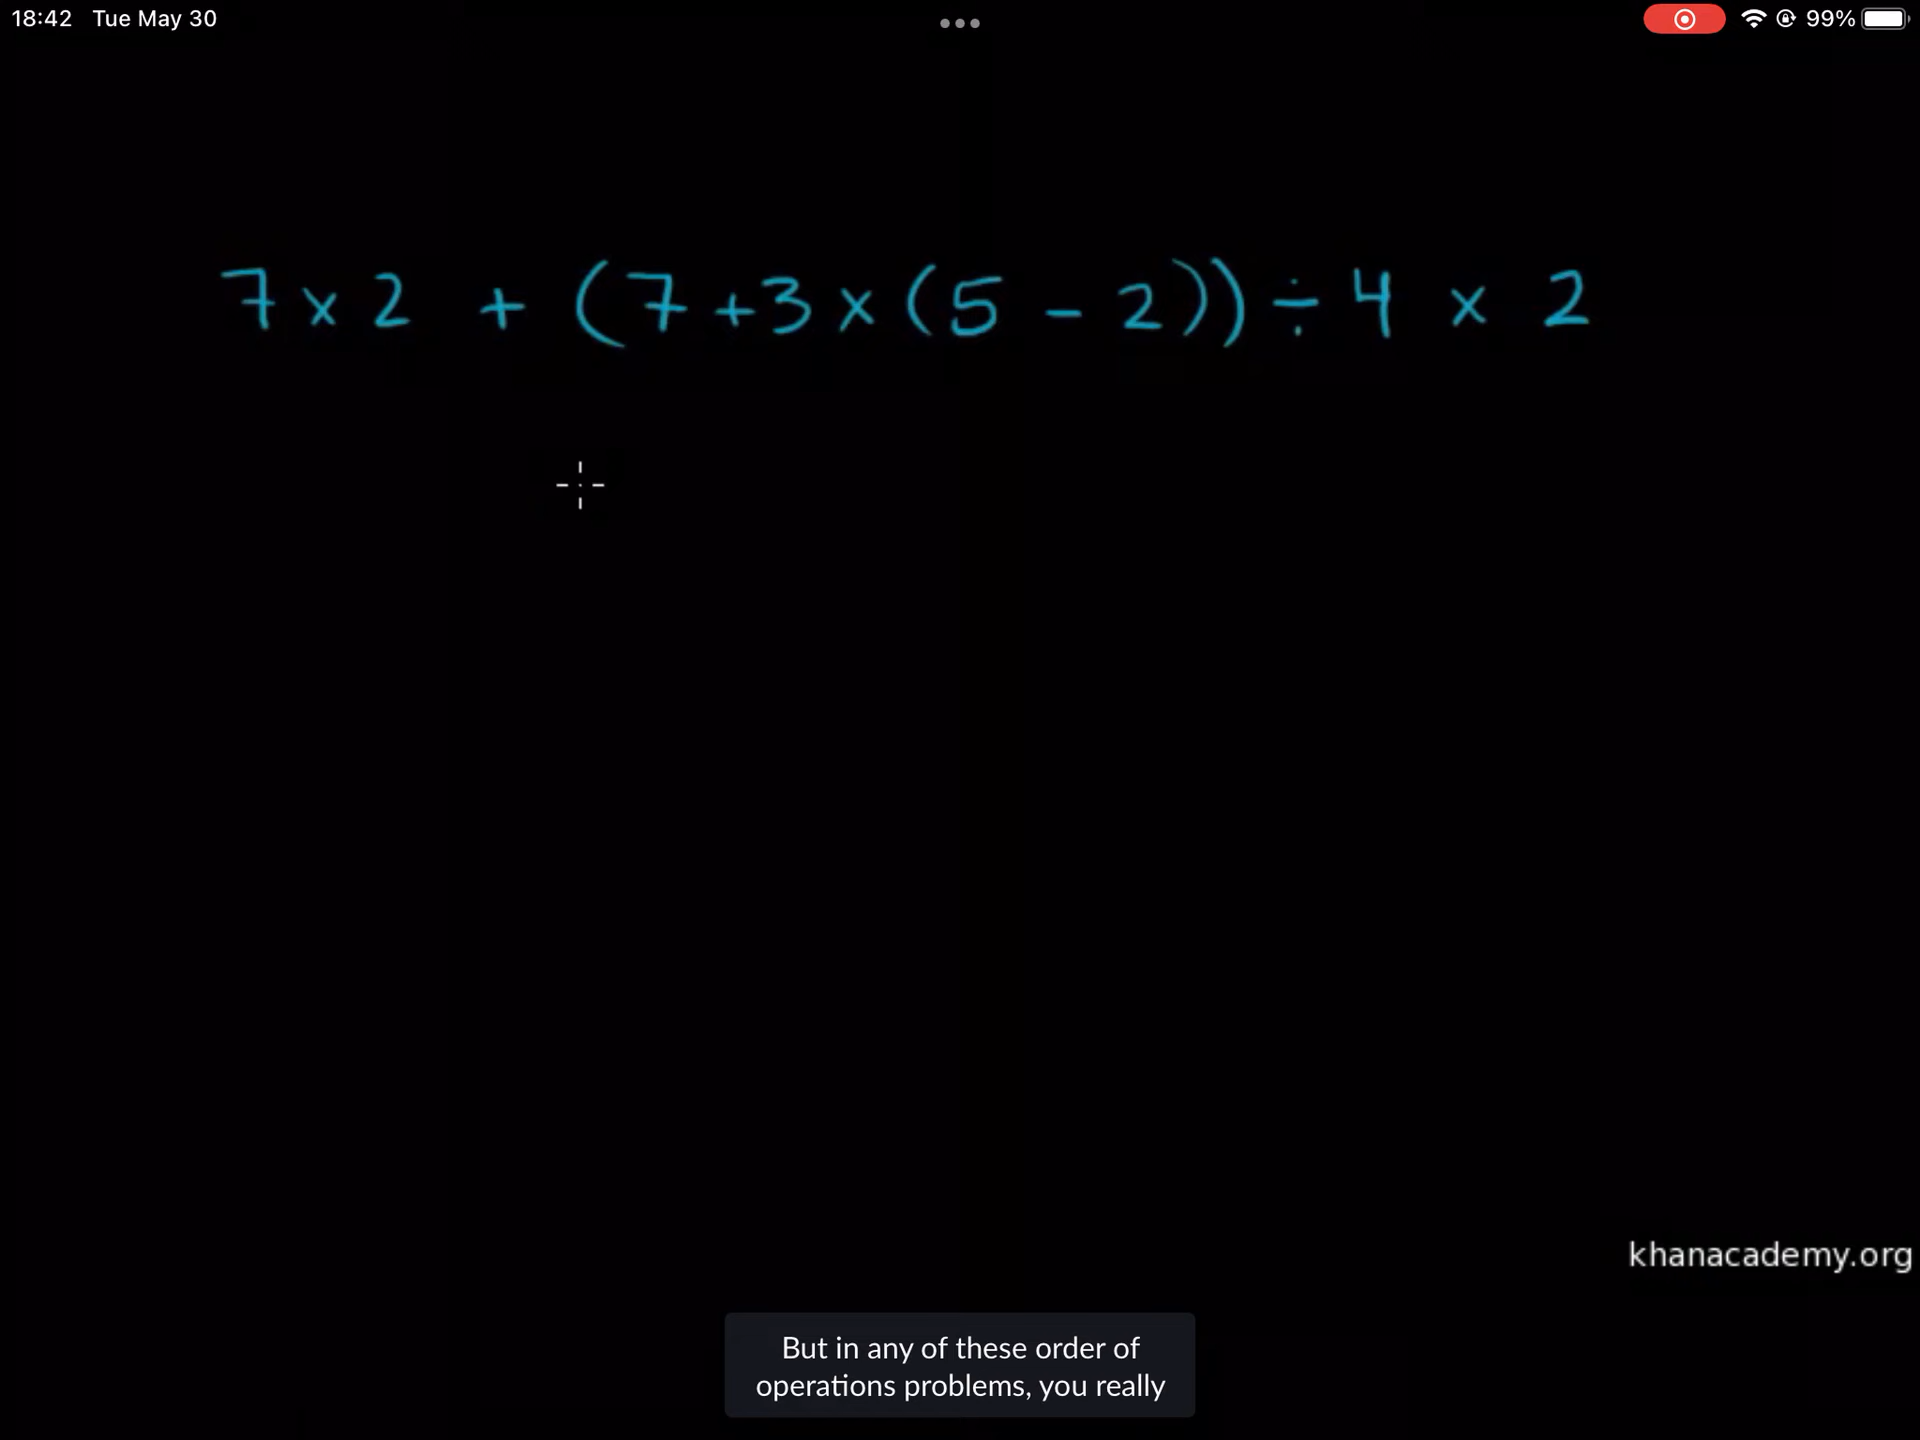 18:42 Tue May 30
99%
7 × 2 + (7 + 3 × (5 - 2)) ÷ 4 × 2
khanacademy.org
But in any of these order of
operations problems, you really